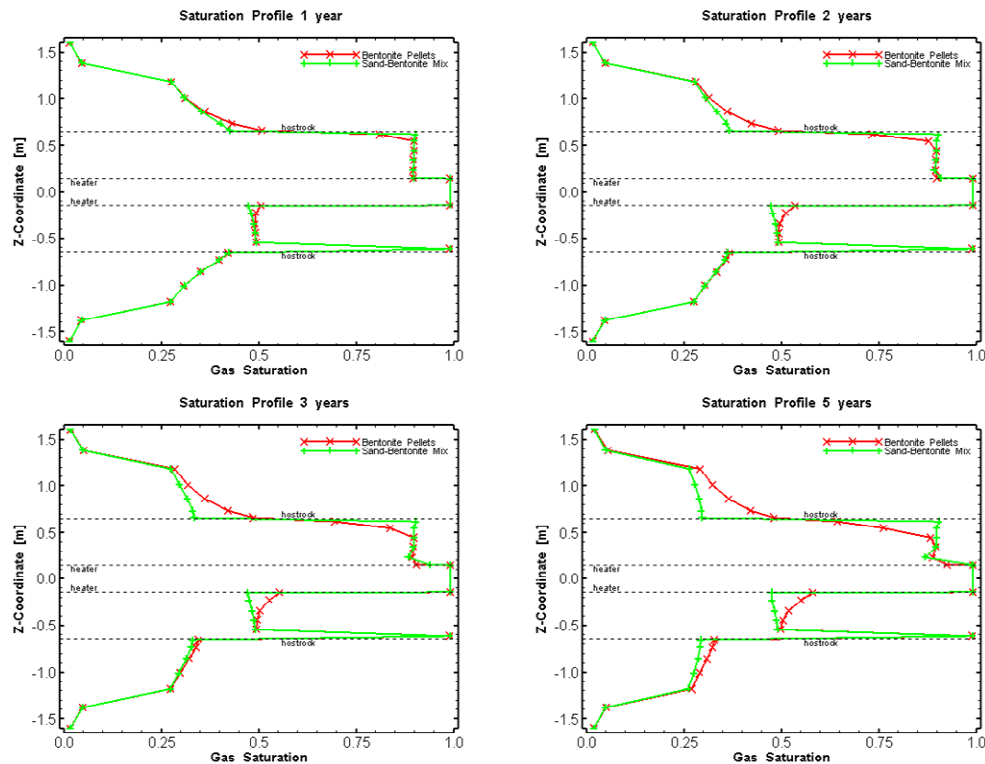 Saturation Profile 1 year
Bentonite Pellets
Sand-Bentonite Mix
1.5
1.0
hostrock
0.5
heater
0.0
heater
-0.5
hostrock
-1.0
-1.5
Z-Coordinate [m]
0.0 0.25 0.5 0.75 1.0
Gas Saturation
Saturation Profile 2 years
Bentonite Pellets
Sand-Bentonite Mix
1.5
1.0
hostrock
0.5
heater
0.0
heater
-0.5
hostrock
-1.0
-1.5
Z-Coordinate [m]
0.0 0.25 0.5 0.75 1.0
Gas Saturation
Saturation Profile 3 years
Bentonite Pellets
Sand-Bentonite Mix
1.5
1.0
hostrock
0.5
heater
0.0
heater
-0.5
hostrock
-1.0
-1.5
Z-Coordinate [m]
0.0 0.25 0.5 0.75 1.0
Gas Saturation
Saturation Profile 5 years
Bentonite Pellets
Sand-Bentonite Mix
1.5
1.0
hostrock
0.5
heater
0.0
heater
-0.5
hostrock
-1.0
-1.5
Z-Coordinate [m]
0.0 0.25 0.5 0.75 1.0
Gas Saturation